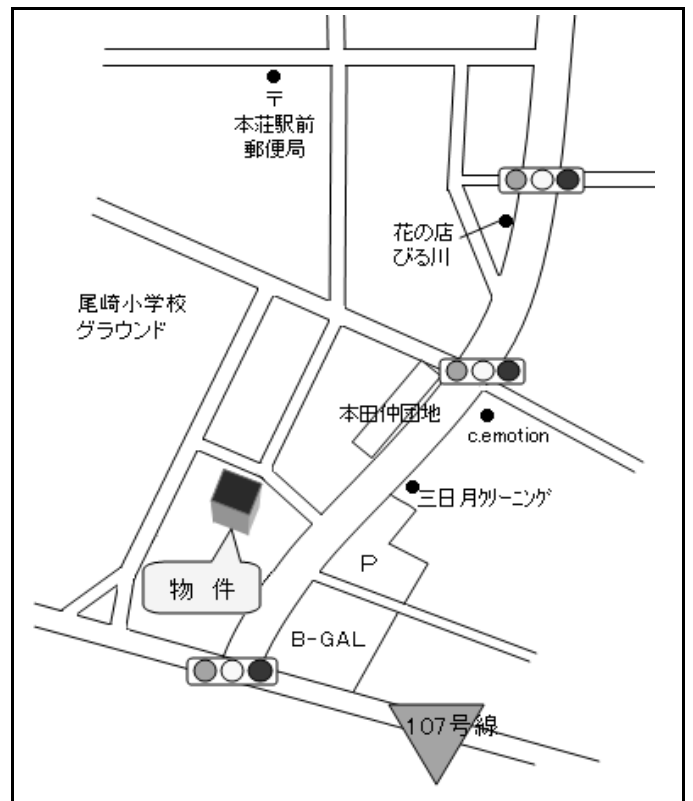 〒
本荘駅前
郵便局
花の店
びる川
尾崎小学校
グラウンド
本田仲団地
c.emotion
三日月クリーニング
P
物 件
B-GAL
107号線